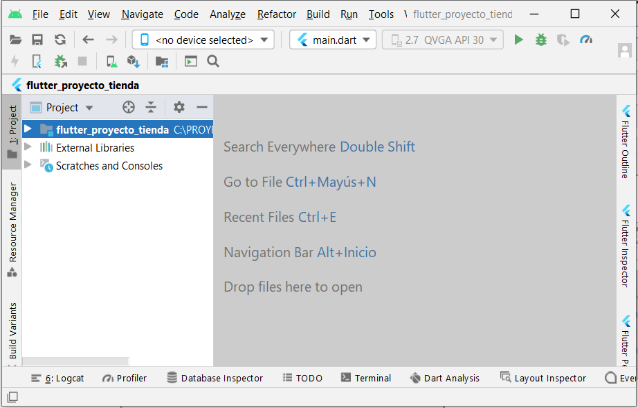 File Edit View Navigate Code Analyze Refactor Build Run Tools \ flutter_proyecto_tiend
<no device selected> main.dart 2.7 QVGA API 30
flutter_proyecto_tienda
1: Project
Resource Manager
Build Variants
Project
flutter_proyecto_tienda C:\PROYE
External Libraries
Scratches and Consoles
Search Everywhere Double Shift
Go to File Ctrl+Mayús+N
Recent Files Ctrl+E
Navigation Bar Alt+Inicio
Drop files here to open
Flutter Outline
Flutter Inspector
Flutter Pe
6: Logcat Profiler Database Inspector TODO Terminal Dart Analysis Layout Inspector Even